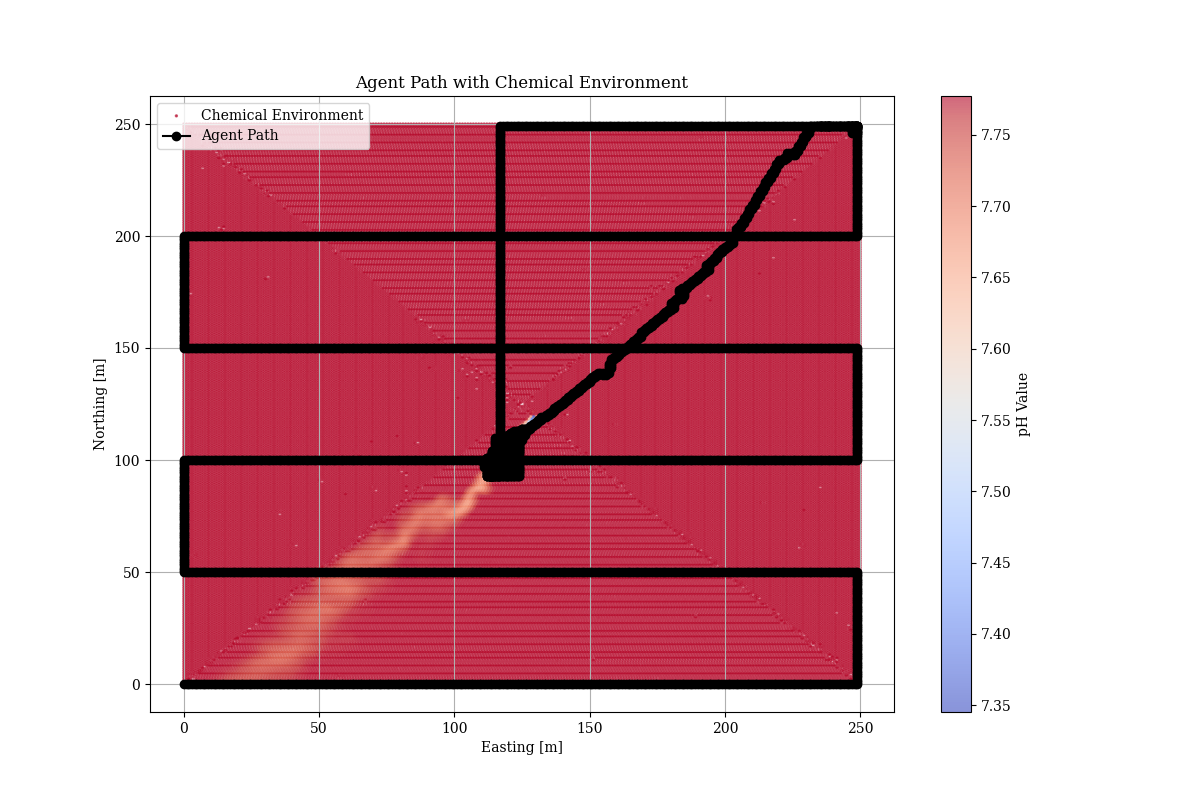 Agent Path with Chemical Environment
Chemical Environment
Agent Path
250
200
150
100
50
0
Northing [m]
0 50 100 150 200 250
Easting [m]
7.75
7.70
7.65
7.60
7.55
7.50
7.45
7.40
7.35
pH Value